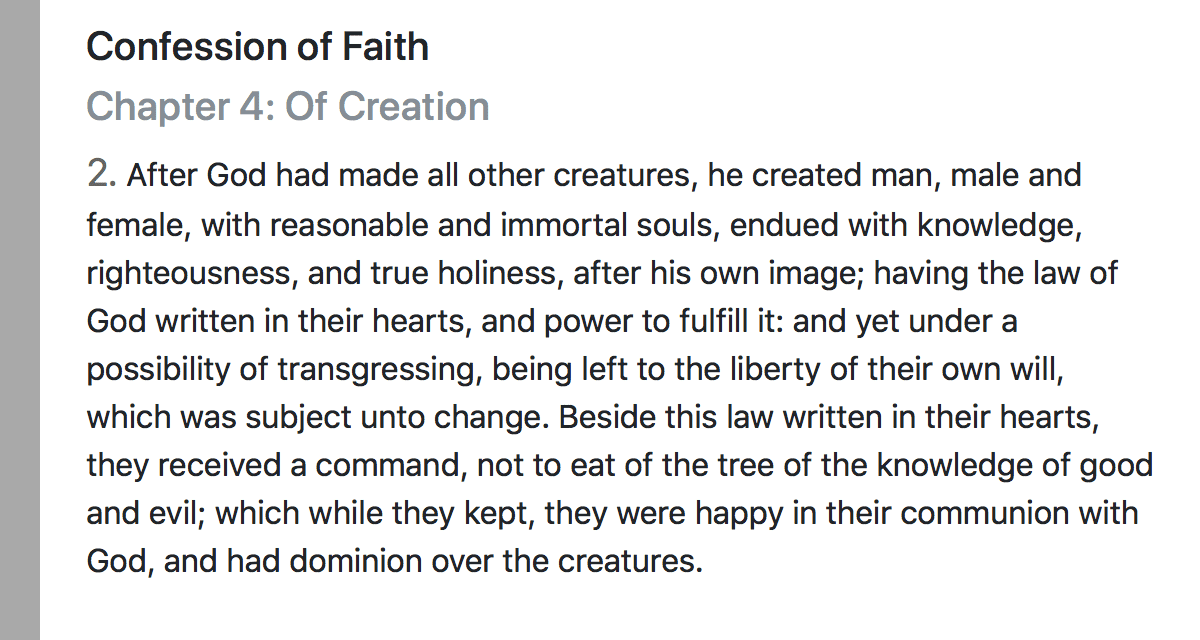 Confession of Faith
Chapter 4: Of Creation
2. After God had made all other creatures, he created man, male and
female, with reasonable and immortal souls, endued with knowledge,
righteousness, and true holiness, after his own image; having the law of
God written in their hearts, and power to fulfill it: and yet under a
possibility of transgressing, being left to the liberty of their own will,
which was subject unto change. Beside this law written in their hearts,
they received a command, not to eat of the tree of the knowledge of good
and evil; which while they kept, they were happy in their communion with
God, and had dominion over the creatures.